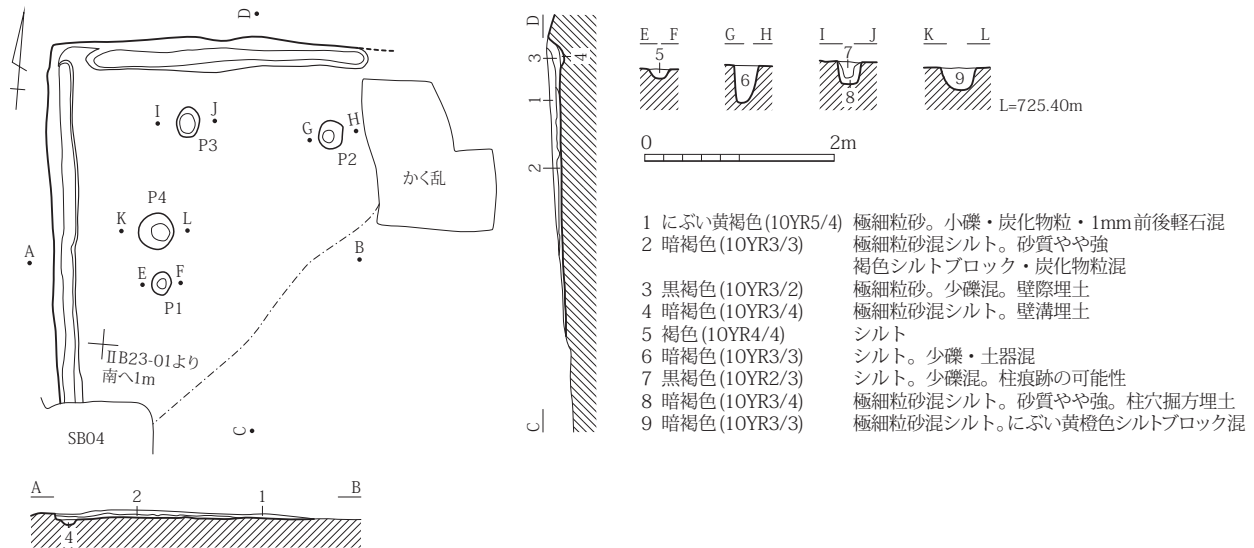 D
I
J
P3
G
H
P2
かく乱
P4
K
L
A
B
E
F
P1
ⅡB23-01より
南へ1m
SB04
C
A
2
1
B
4
D
3
4
1
2
C
E F
5
G H
6
I J
7
8
K L
9
L=725.40m
0 2m
1 にぶい黄褐色(10YR5/4) 極細粒砂。小礫・炭化物粒・1mm前後軽石混
2 暗褐色(10YR3/3) 極細粒砂混シルト。砂質やや強
褐色シルトブロック・炭化物粒混
3 黒褐色(10YR3/2) 極細粒砂。少礫混。壁際埋土
4 暗褐色(10YR3/4) 極細粒砂混シルト。壁溝埋土
5 褐色(10YR4/4) シルト
6 暗褐色(10YR3/3) シルト。少礫・土器混
7 黒褐色(10YR2/3) シルト。少礫混。柱痕跡の可能性
8 暗褐色(10YR3/4) 極細粒砂混シルト。砂質やや強。柱穴掘方埋土
9 暗褐色(10YR3/3) 極細粒砂混シルト。にぶい黄橙色シルトブロック混